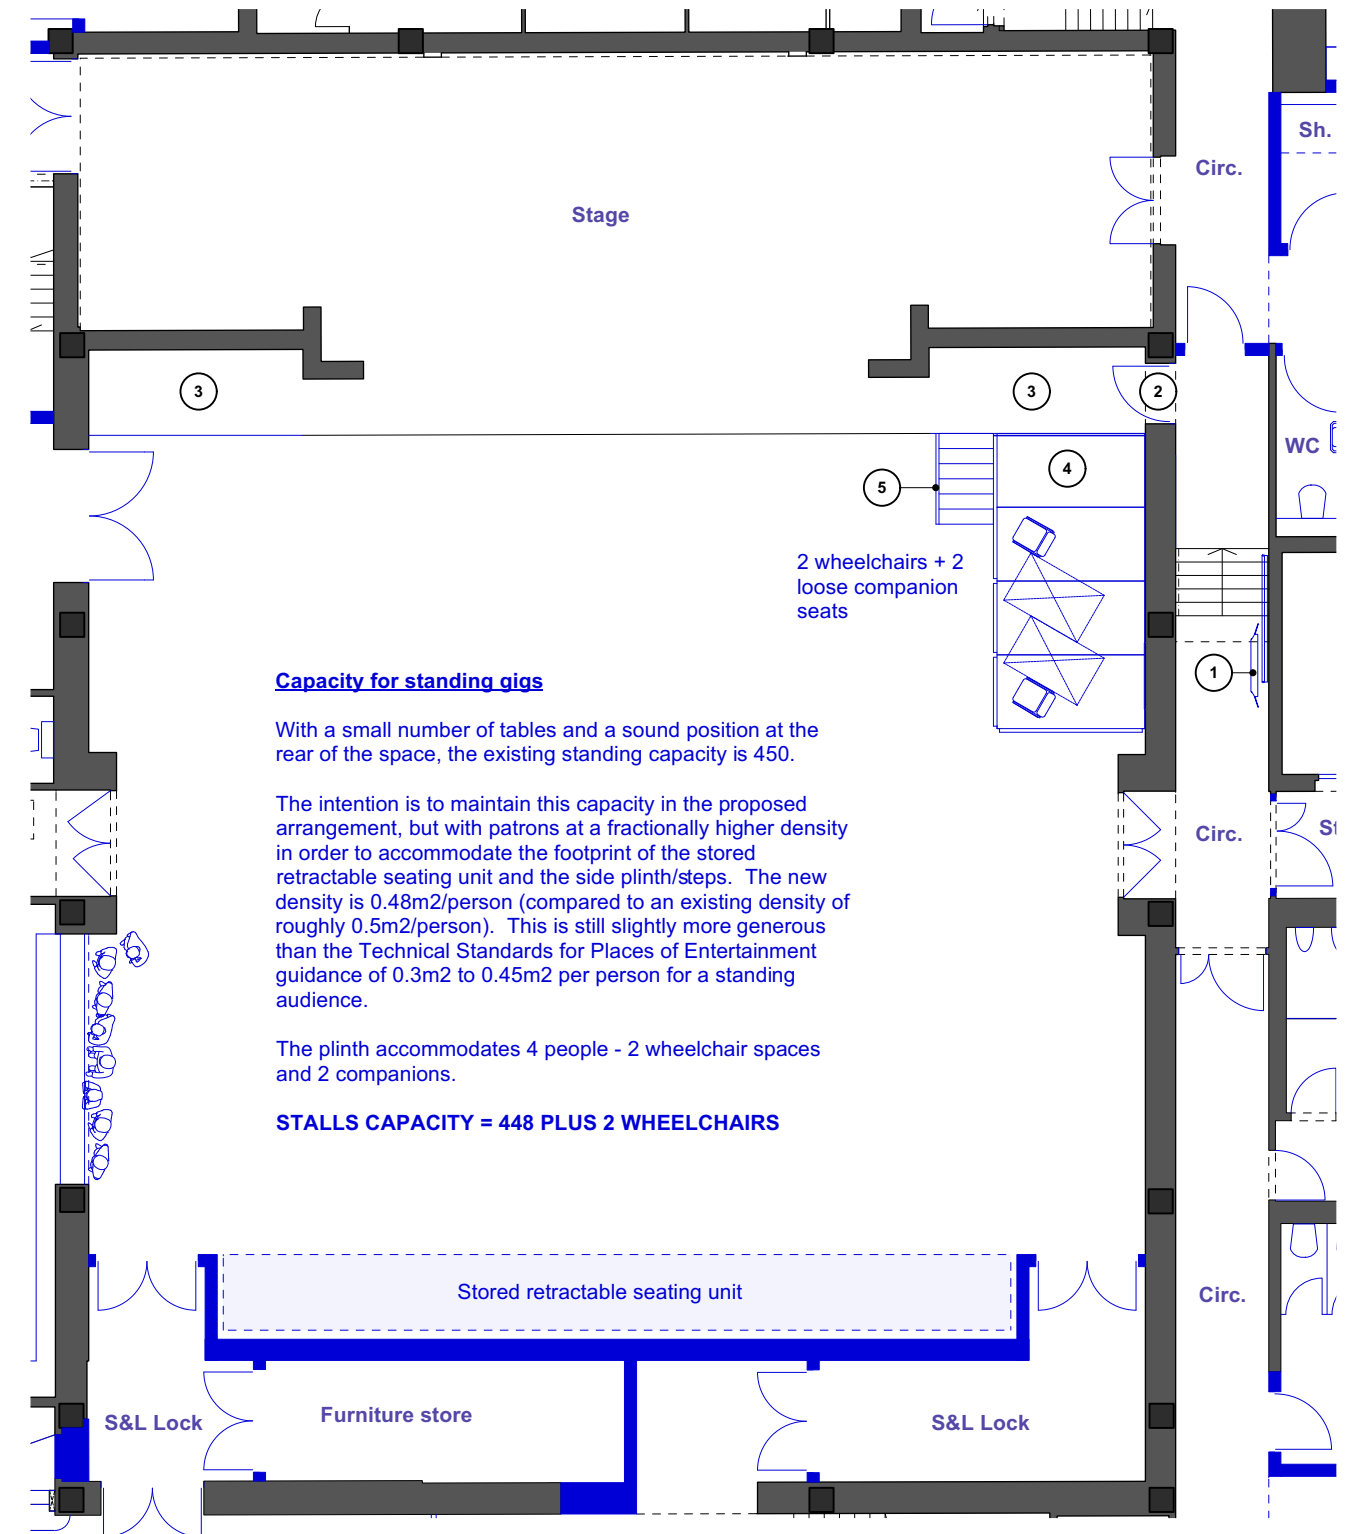 Sh.
Circ.
Stage
3
3
2
WC
4
5
2 wheelchairs + 2
loose companion
seats
1
Capacity for standing gigs
With a small number of tables and a sound position at the
rear of the space, the existing standing capacity is 450.
The intention is to maintain this capacity in the proposed
arrangement, but with patrons at a fractionally higher density
in order to accommodate the footprint of the stored
retractable seating unit and the side plinth/steps.  The new
density is 0.48m2/person (compared to an existing density of
roughly 0.5m2/person).  This is still slightly more generous
than the Technical Standards for Places of Entertainment
guidance of 0.3m2 to 0.45m2 per person for a standing
audience.
Circ.
The plinth accommodates 4 people - 2 wheelchair spaces
and 2 companions.
STALLS CAPACITY = 448 PLUS 2 WHEELCHAIRS
Stored retractable seating unit
Circ.
S&L Lock
Furniture store
S&L Lock